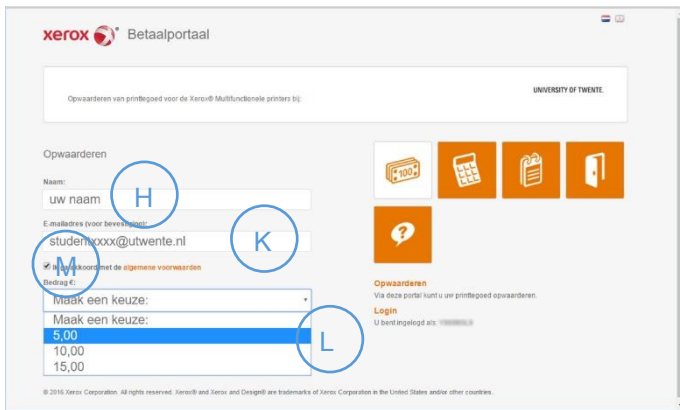 xerox Betaalportaal
Opwaarderen van printtegoed voor de Xerox® Multifunctionele printers bij:
UNIVERSITY OF TWENTE.
Opwaarderen
Naam:
uw naam
H
E-mailadres (voor bevestiging):
studentxxxx@utwente.nl
K
M
akkoord met de algemene voorwaarden
Bedrag €:
Maak een keuze:
Maak een keuze:
5,00
10,00
15,00
L
100
?
Opwaarderen
Via deze portal kunt u uw printtegoed opwaarderen.
Login
U bent ingelogd als:
© 2016 Xerox Corporation. All rights reserved. Xerox® and Xerox and Design® are trademarks of Xerox Corporation in the United States and/or other countries.